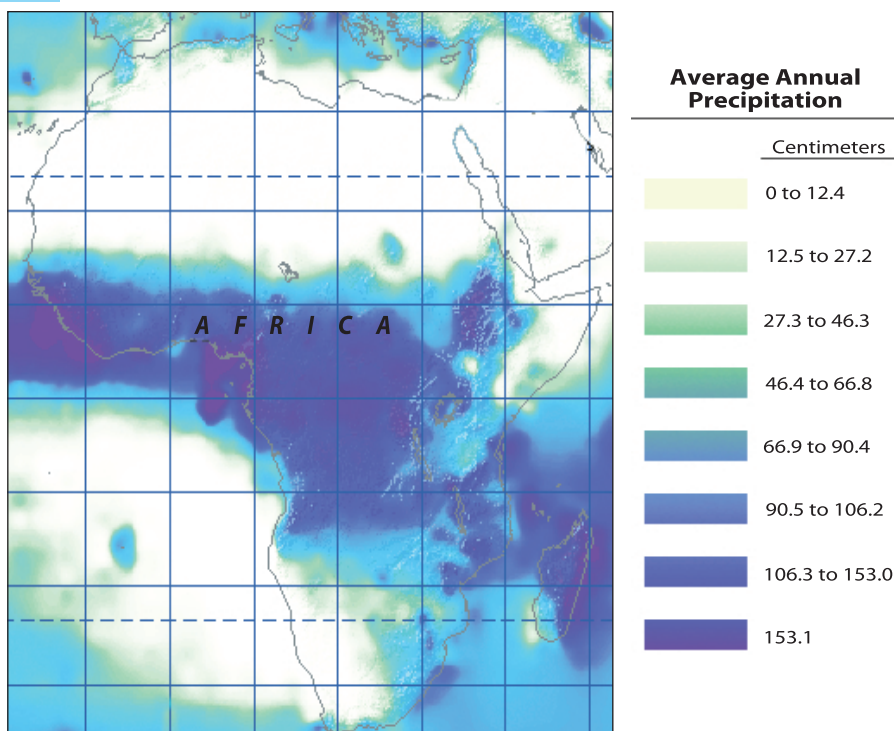 A F R I C A
Average Annual
Precipitation
Centimeters
0 to 12.4
12.5 to 27.2
27.3 to 46.3
46.4 to 66.8
66.9 to 90.4
90.5 to 106.2
106.3 to 153.0
153.1